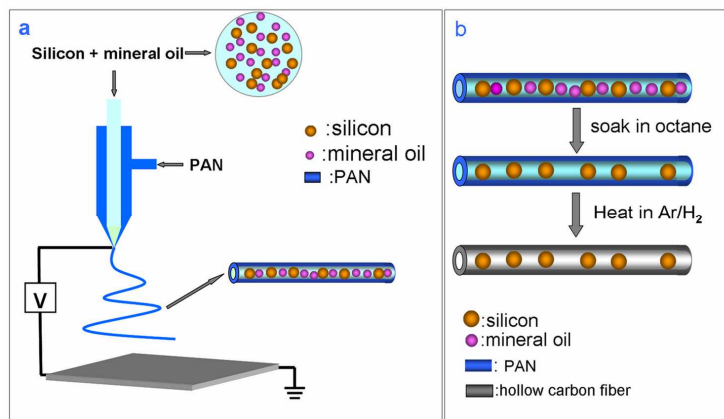 a
Silicon + mineral oil
PAN
:silicon
:mineral oil
:PAN
V
b
soak in octane
Heat in Ar/H₂
:silicon
:mineral oil
: PAN
:hollow carbon fiber